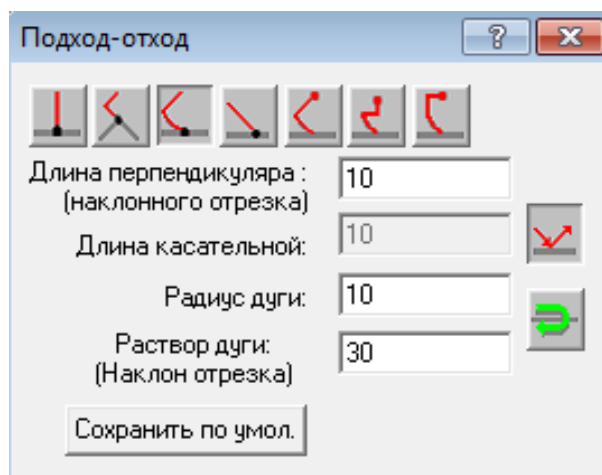 Подход-отход
Длина перпендикуляра : 10
(наклонного отрезка)
Длина касательной: 10
Радиус дуги: 10
Раствор дуги: 30
(Наклон отрезка)
Сохранить по умол.